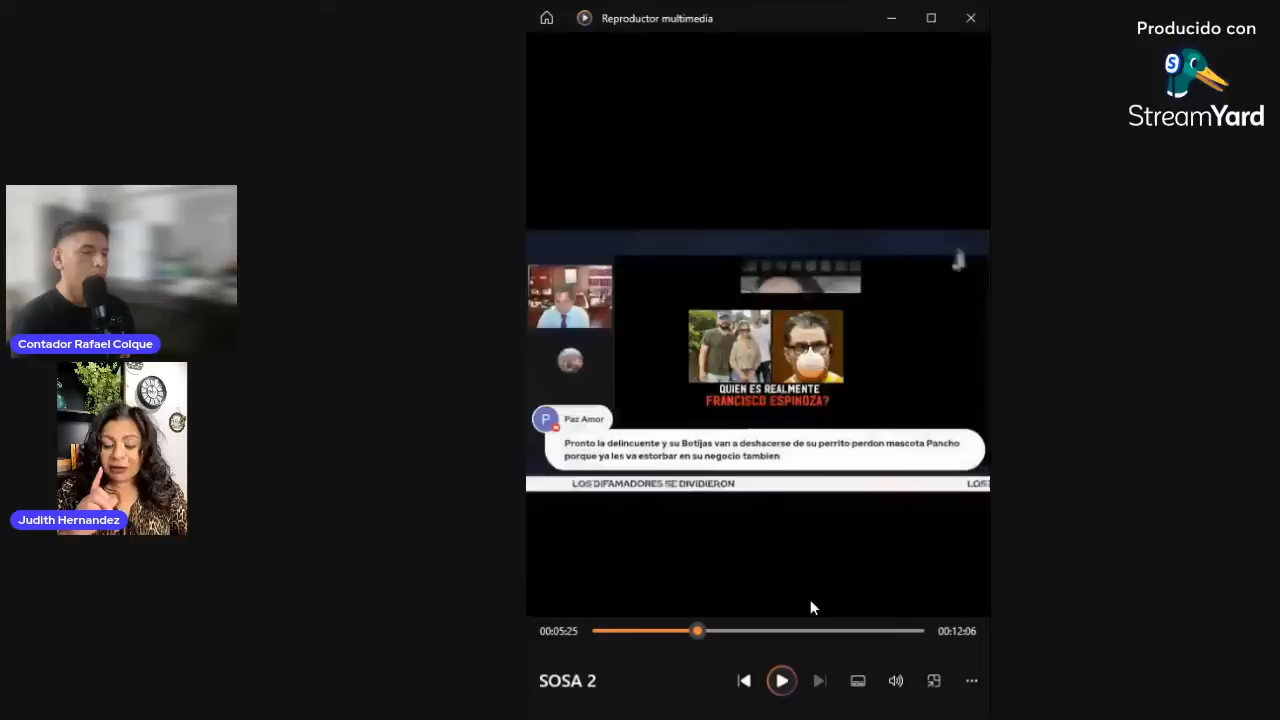 Reproductor multimedia
Producido con
StreamYard
S
Contador Rafael Colque
Judith Hernandez
QUIEN ES REALMENTE
FRANCISCO ESPINOZA?
P
Paz Amor
Pronto la delincuente y su Botijas van a deshacerse de su perrito perdon mascota Pancho
porque ya les va estorbar en su negocio tambien
LOS DIFAMADORES SE DIVIDIERON
LOS
00:05:25
00:12:06
SOSA 2